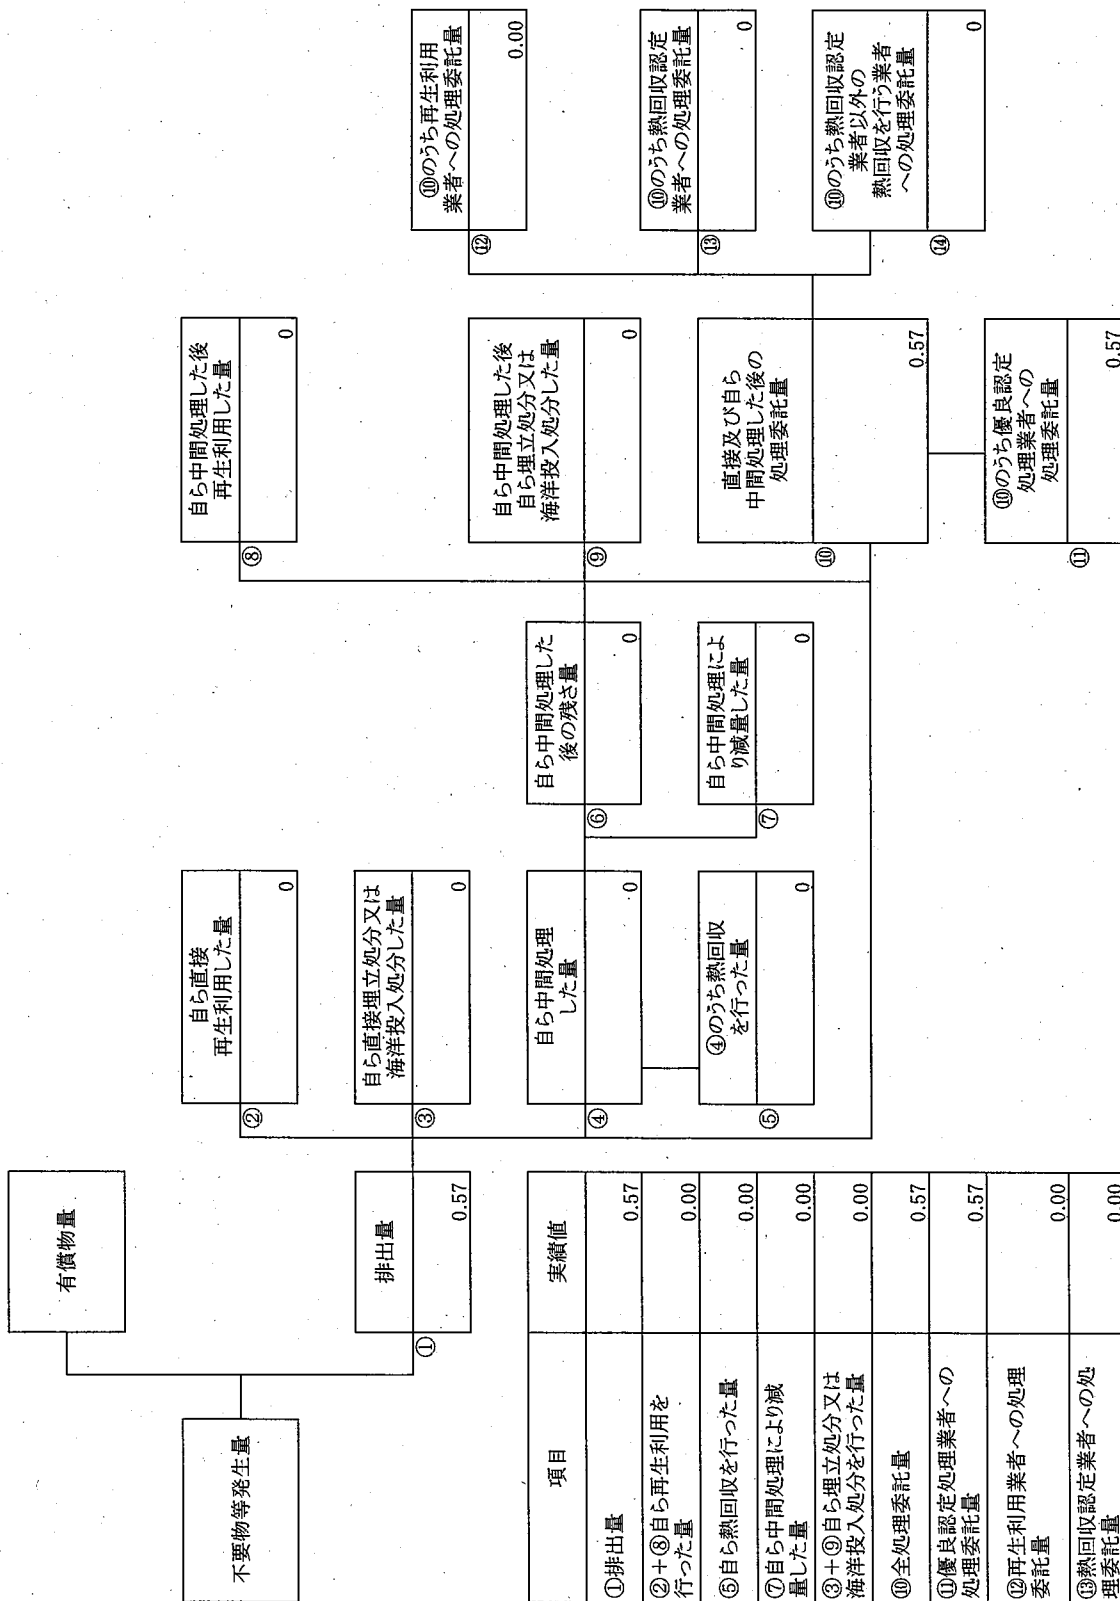 不要物等発生量
有償物量
排出量
①
0.57
自ら直接
再生利用した量
②
0
自ら直接埋立処分又は
海洋投入処分した量
③
0
自ら中間処理
した量
④
0
④のうち熱回収
を行った量
⑤
0
自ら中間処理した
後の残さ量
⑥
0
自ら中間処理によ
り減量した量
⑦
0
自ら中間処理した後
再生利用した量
⑧
0
自ら中間処理した後
自ら埋立処分又は
海洋投入処分した量
⑨
0
直接及び自ら
中間処理した後の
処理委託量
⑩
0.57
⑩のうち優良認定
処理業者への
処理委託量
⑪
0.57
⑩のうち再生利用
業者への処理委託量
⑫
0.00
⑩のうち熱回収認定
業者への処理委託量
⑬
0
⑩のうち熱回収認定
業者以外の
熱回収を行う業者
への処理委託量
⑭
0
項目 実績値
①排出量 0.57
②+⑧自ら再生利用を
行った量 0.00
⑤自ら熱回収を行った量 0.00
⑦自ら中間処理により減
量した量 0.00
③+⑨自ら埋立処分又は
海洋投入処分を行った量 0.00
⑩全処理委託量 0.57
⑪優良認定処理業者への
処理委託量 0.57
⑫再生利用業者への処理
委託量 0.00
⑬熱回収認定業者への処
理委託量 0.00